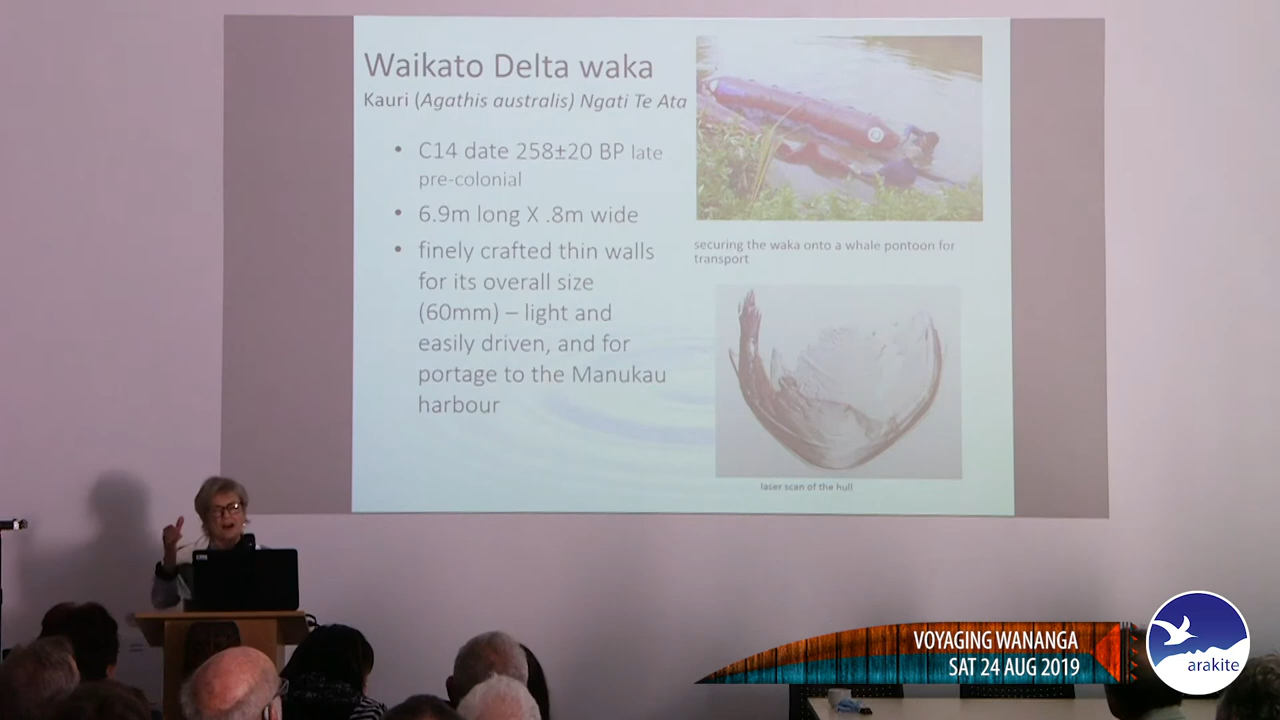 Waikato Delta waka
Kauri (Agathis australis) Ngati Te Ata
• C14 date 258±20 BP late
pre-colonial
• 6.9m long X .8m wide
• finely crafted thin walls
for its overall size
(60mm) – light and
easily driven, and for
portage to the Manukau
harbour
securing the waka onto a whale pontoon for
transport
laser scan of the hull
VOYAGING WANANGA
SAT 24 AUG 2019
arakite